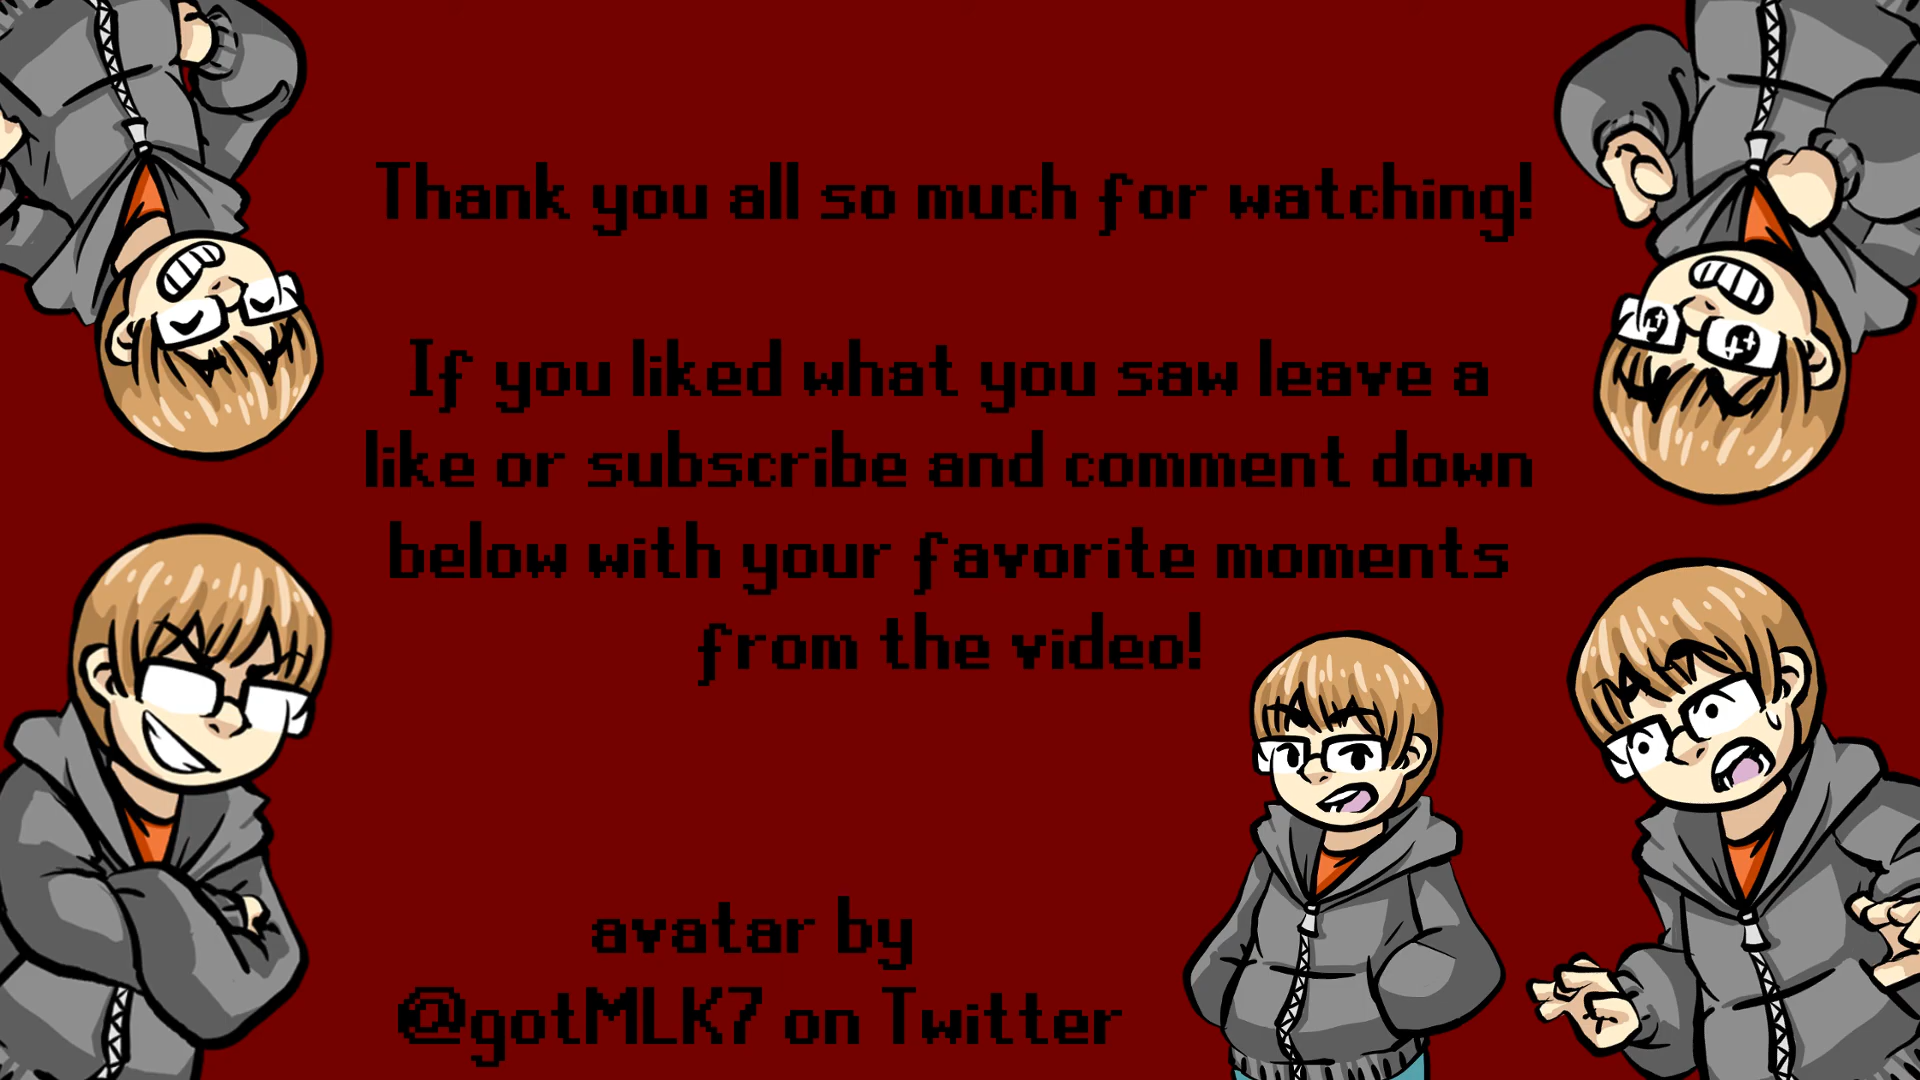 Thank you all so much for watching!
If you liked what you saw leave a
like or subscribe and comment down
below with your favorite moments
from the video!
avatar by
@gotMLK7 on Twitter